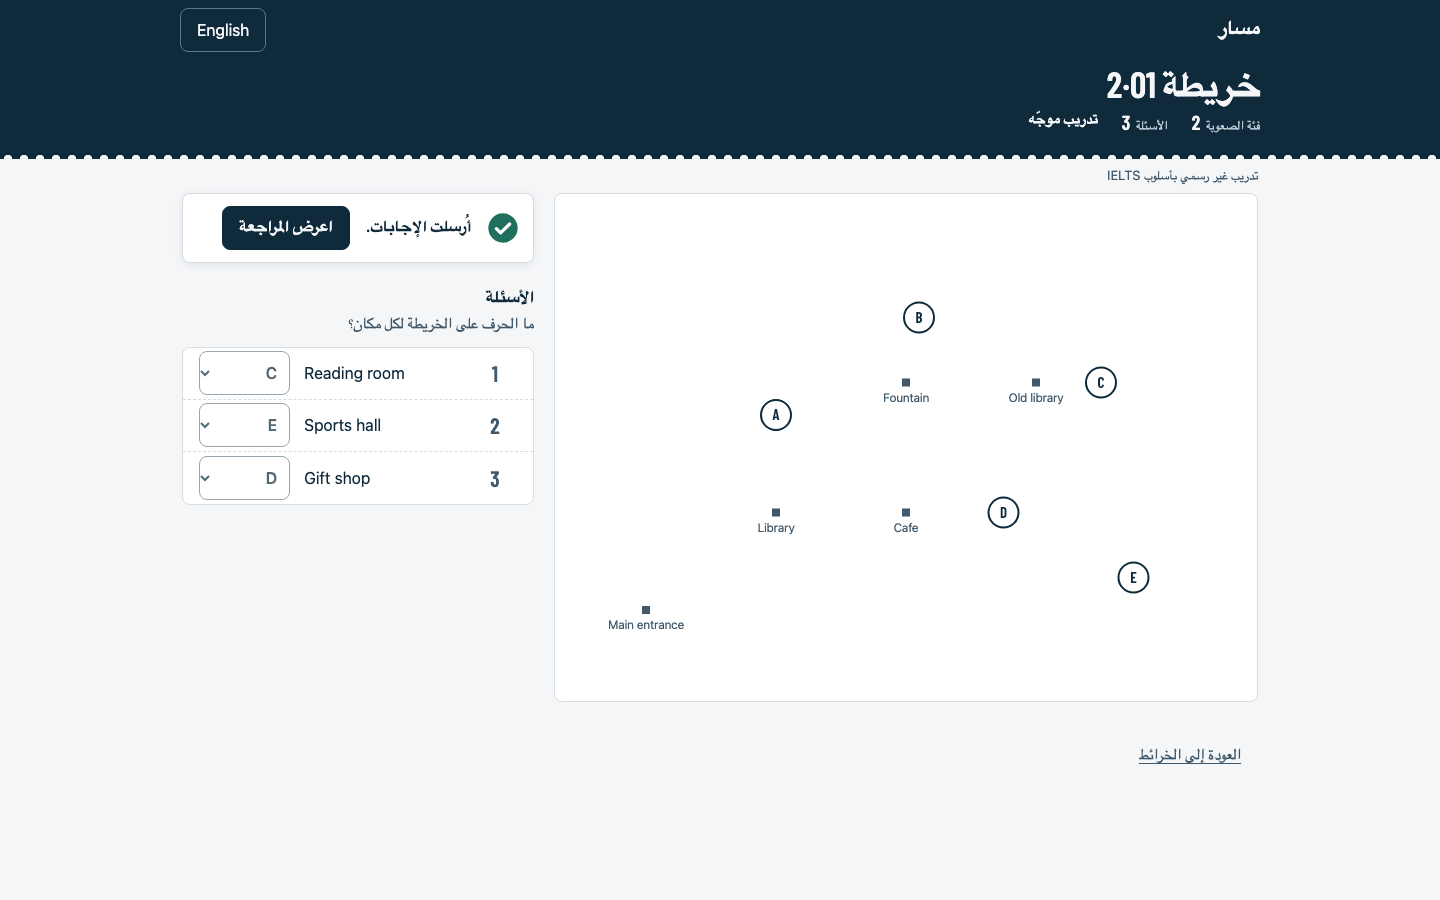 مسار
English
خريطة 2·01
فئة الصعوبة 2 الأسئلة 3 تدريب موجّه
تدريب غير رسمي بأسلوب IELTS
أُرسلت الإجابات.
اعرض المراجعة
الأسئلة
ما الحرف على الخريطة لكل مكان؟
1 Reading room C
2 Sports hall E
3 Gift shop D
B
C
Fountain
Old library
A
D
Library
Cafe
E
Main entrance
العودة إلى الخرائط